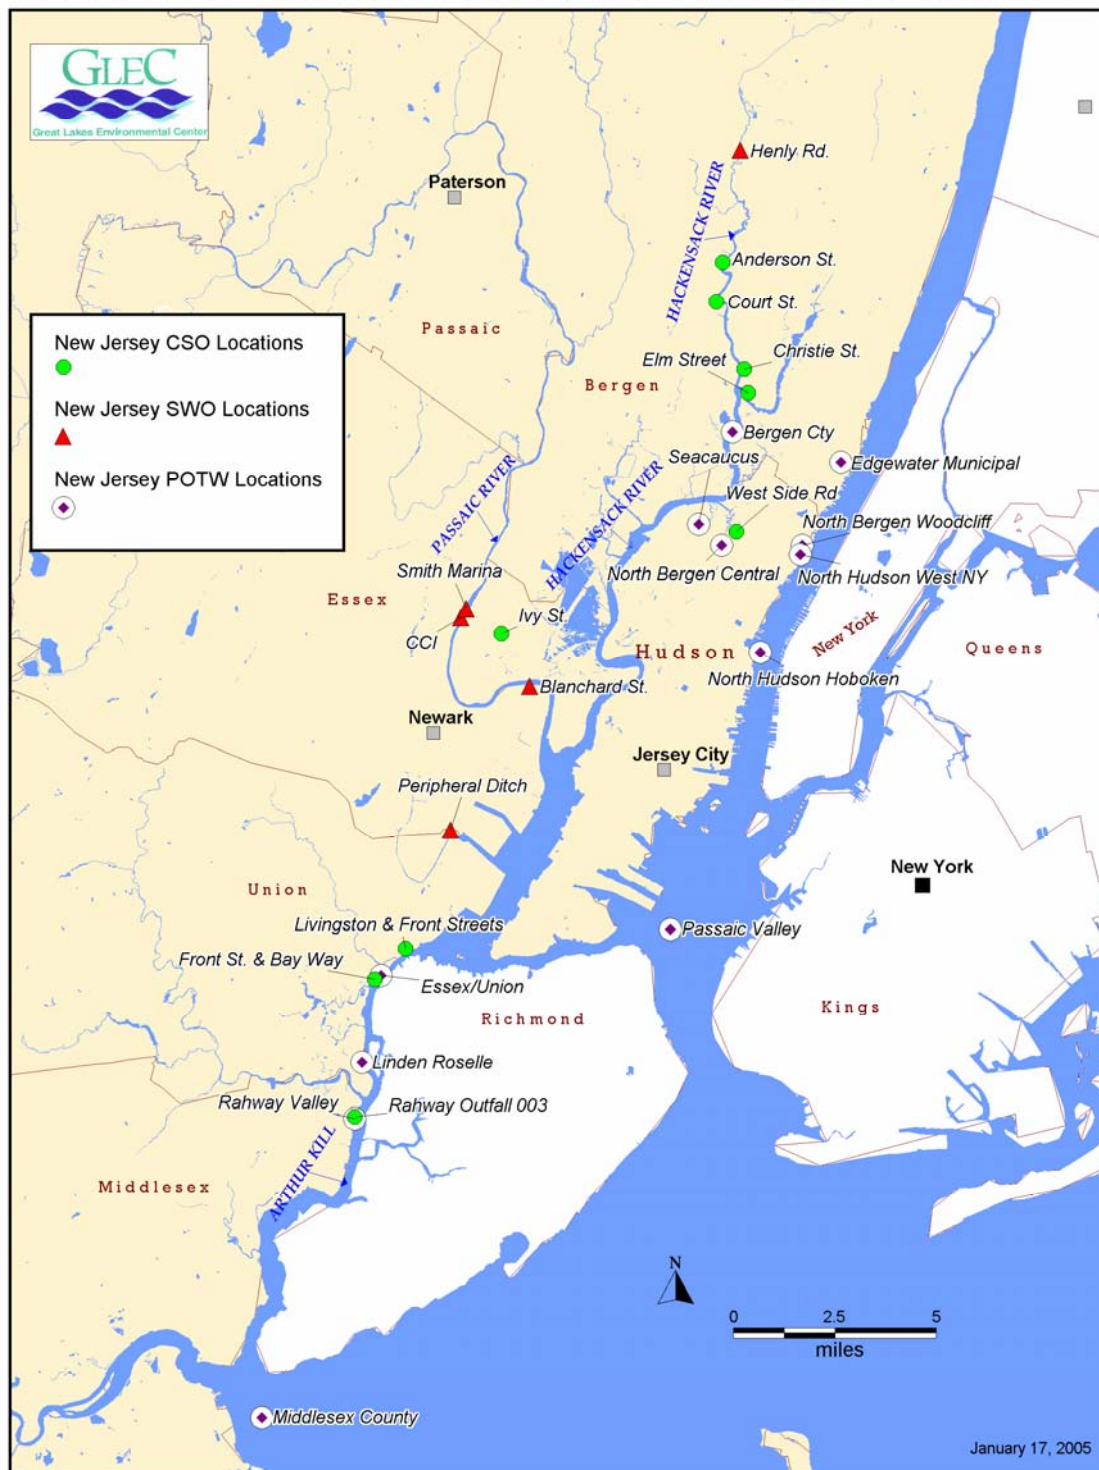 GLEC
Great Lakes Environmental Center
Henly Rd.
Paterson
HACKENSACK RIVER
Anderson St.
Court St.
New Jersey CSO Locations
New Jersey SWO Locations
New Jersey POTW Locations
Passaic
Christie St.
Elm Street
Bergen
Bergen Cty
Seacaucus
Edgewater Municipal
PASSAIC RIVER
HACKENSACK RIVER
West Side Rd
North Bergen Woodcliff
North Bergen Central
North Hudson West NY
Smith Marina
Essex
Ivy St.
CCI
New York
Hudson
Queens
North Hudson Hoboken
Blanchard St.
Newark
Jersey City
Peripheral Ditch
New York
Union
Livingston & Front Streets
Passaic Valley
Front St. & Bay Way
Essex/Union
Richmond
Kings
Linden Roselle
Rahway Valley
Rahway Outfall 003
ARTHUR KILL
Middlesex
N
0 2.5 5
miles
Middlesex County
January 17, 2005